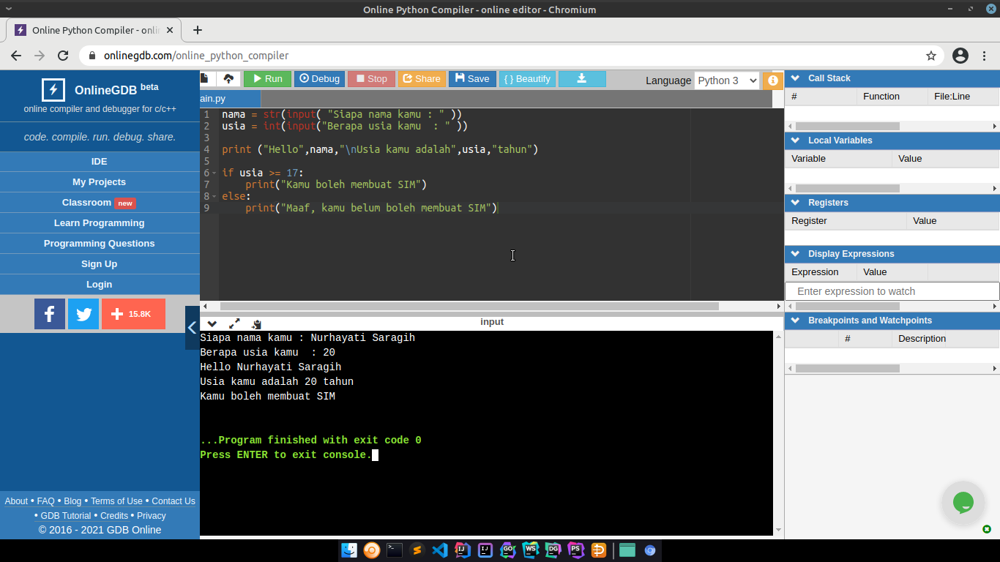 Online Python Compiler - online editor - Chromium
Online Python Compiler - onlin
onlinegdb.com/online_python_compiler
OnlineGDB beta
online compiler and debugger for c/c++
code. compile. run. debug. share.
IDE
My Projects
Classroom new
Learn Programming
Programming Questions
Sign Up
Login
15.8K
About • FAQ • Blog • Terms of Use • Contact Us
• GDB Tutorial • Credits • Privacy
© 2016 - 2021 GDB Online
Run Debug Stop Share Save { } Beautify
Language Python 3
ain.py
1 nama = str(input( "Siapa nama kamu : " ))
2 usia = int(input("Berapa usia kamu  : " ))
3
4 print ("Hello",nama,"\nUsia kamu adalah",usia,"tahun")
5
6 if usia >= 17:
7     print("Kamu boleh membuat SIM")
8 else:
9     print("Maaf, kamu belum boleh membuat SIM")
input
Siapa nama kamu : Nurhayati Saragih
Berapa usia kamu  : 20
Hello Nurhayati Saragih
Usia kamu adalah 20 tahun
Kamu boleh membuat SIM
...Program finished with exit code 0
Press ENTER to exit console.
Call Stack
# Function File:Line
Local Variables
Variable Value
Registers
Register Value
Display Expressions
Expression Value
Enter expression to watch
Breakpoints and Watchpoints
# Description
IJ IJ GO WS DG PS